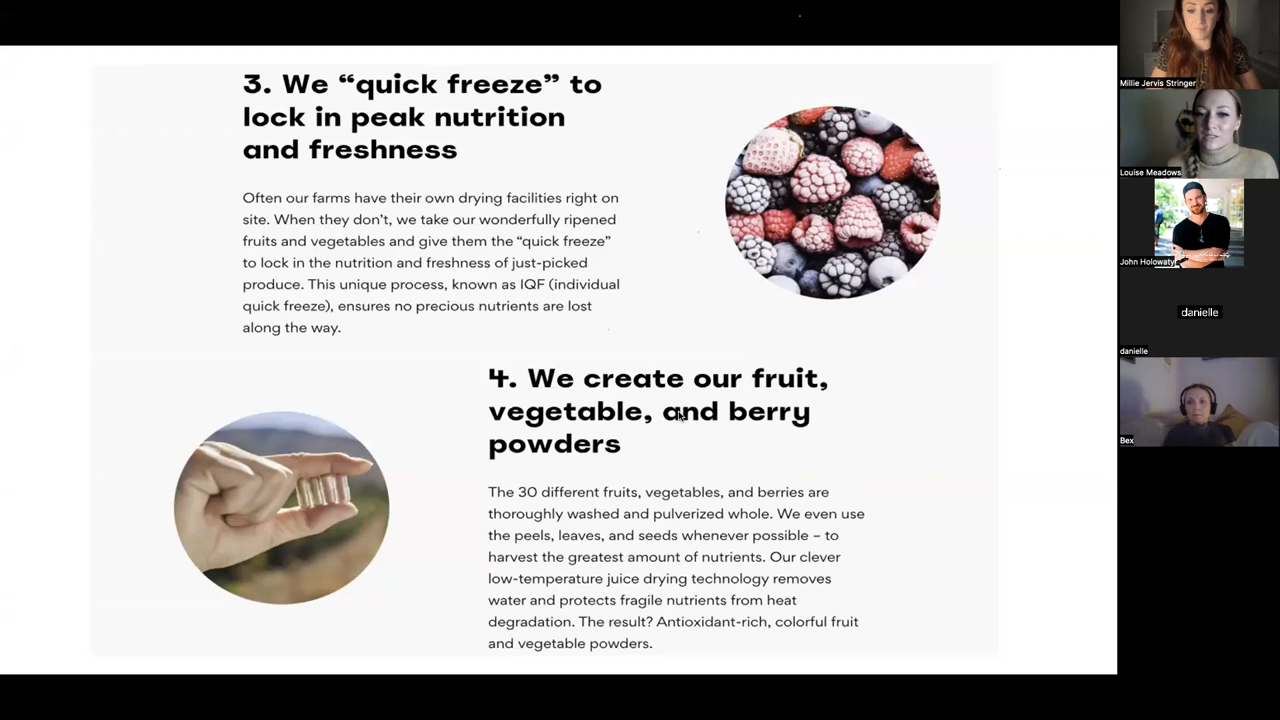 3. We “quick freeze” to
lock in peak nutrition
and freshness
Often our farms have their own drying facilities right on
site. When they don't, we take our wonderfully ripened
fruits and vegetables and give them the “quick freeze”
to lock in the nutrition and freshness of just-picked
produce. This unique process, known as IQF (individual
quick freeze), ensures no precious nutrients are lost
along the way.
4. We create our fruit,
vegetable, and berry
powders
The 30 different fruits, vegetables, and berries are
thoroughly washed and pulverized whole. We even use
the peels, leaves, and seeds whenever possible – to
harvest the greatest amount of nutrients. Our clever
low-temperature juice drying technology removes
water and protects fragile nutrients from heat
degradation. The result? Antioxidant-rich, colorful fruit
and vegetable powders.
Millie Jervis Stringer
Louise Meadows
John Holowaty
danielle
danielle
Bex